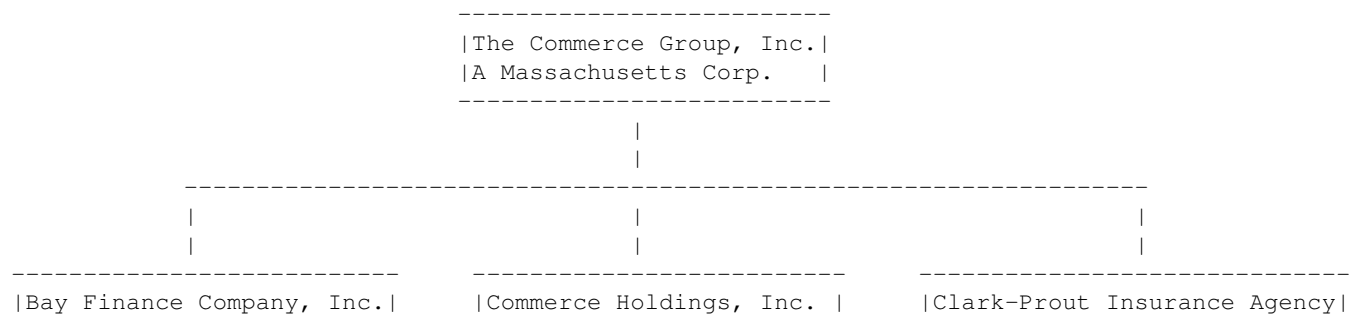 The Commerce Group, Inc.
A Massachusetts Corp.
Bay Finance Company, Inc. Commerce Holdings, Inc. Clark-Prout Insurance Agency